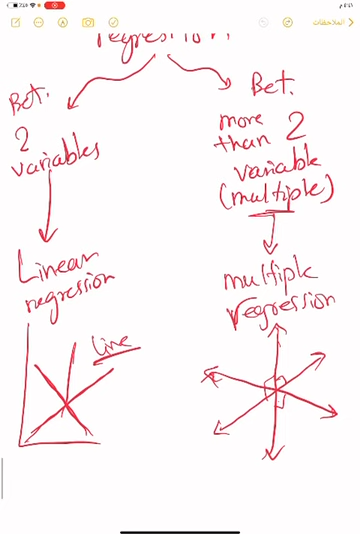 الملاحظات
regression.
Bet.
2
variables
Linear
regression
line
Bet.
more
than 2
variable
(multiple)
multiple
regression